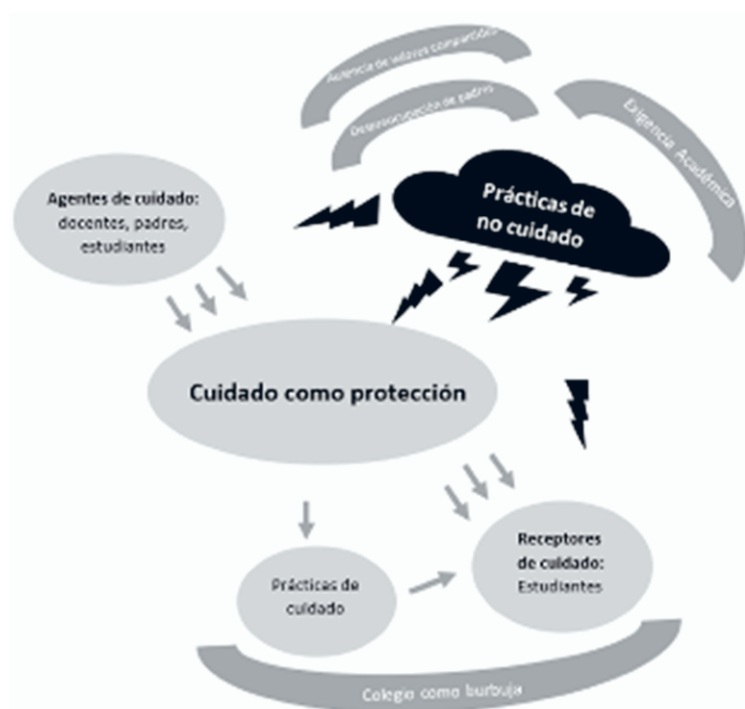 Ausencia de valores compartidos
Despreocupación de padres
Exigencia Académica
Prácticas de
no cuidado
Agentes de cuidado:
docentes, padres,
estudiantes
Cuidado como protección
Receptores
de cuidado:
Estudiantes
Prácticas de
cuidado
Colegio como burbuja